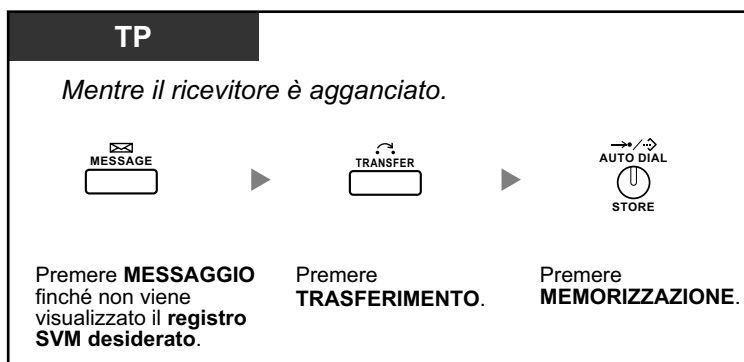 TP
Mentre il ricevitore è agganciato.
MESSAGE
TRANSFER
AUTO DIAL
STORE
Premere MESSAGGIO
finché non viene
visualizzato il registro
SVM desiderato.
Premere
TRASFERIMENTO.
Premere
MEMORIZZAZIONE.